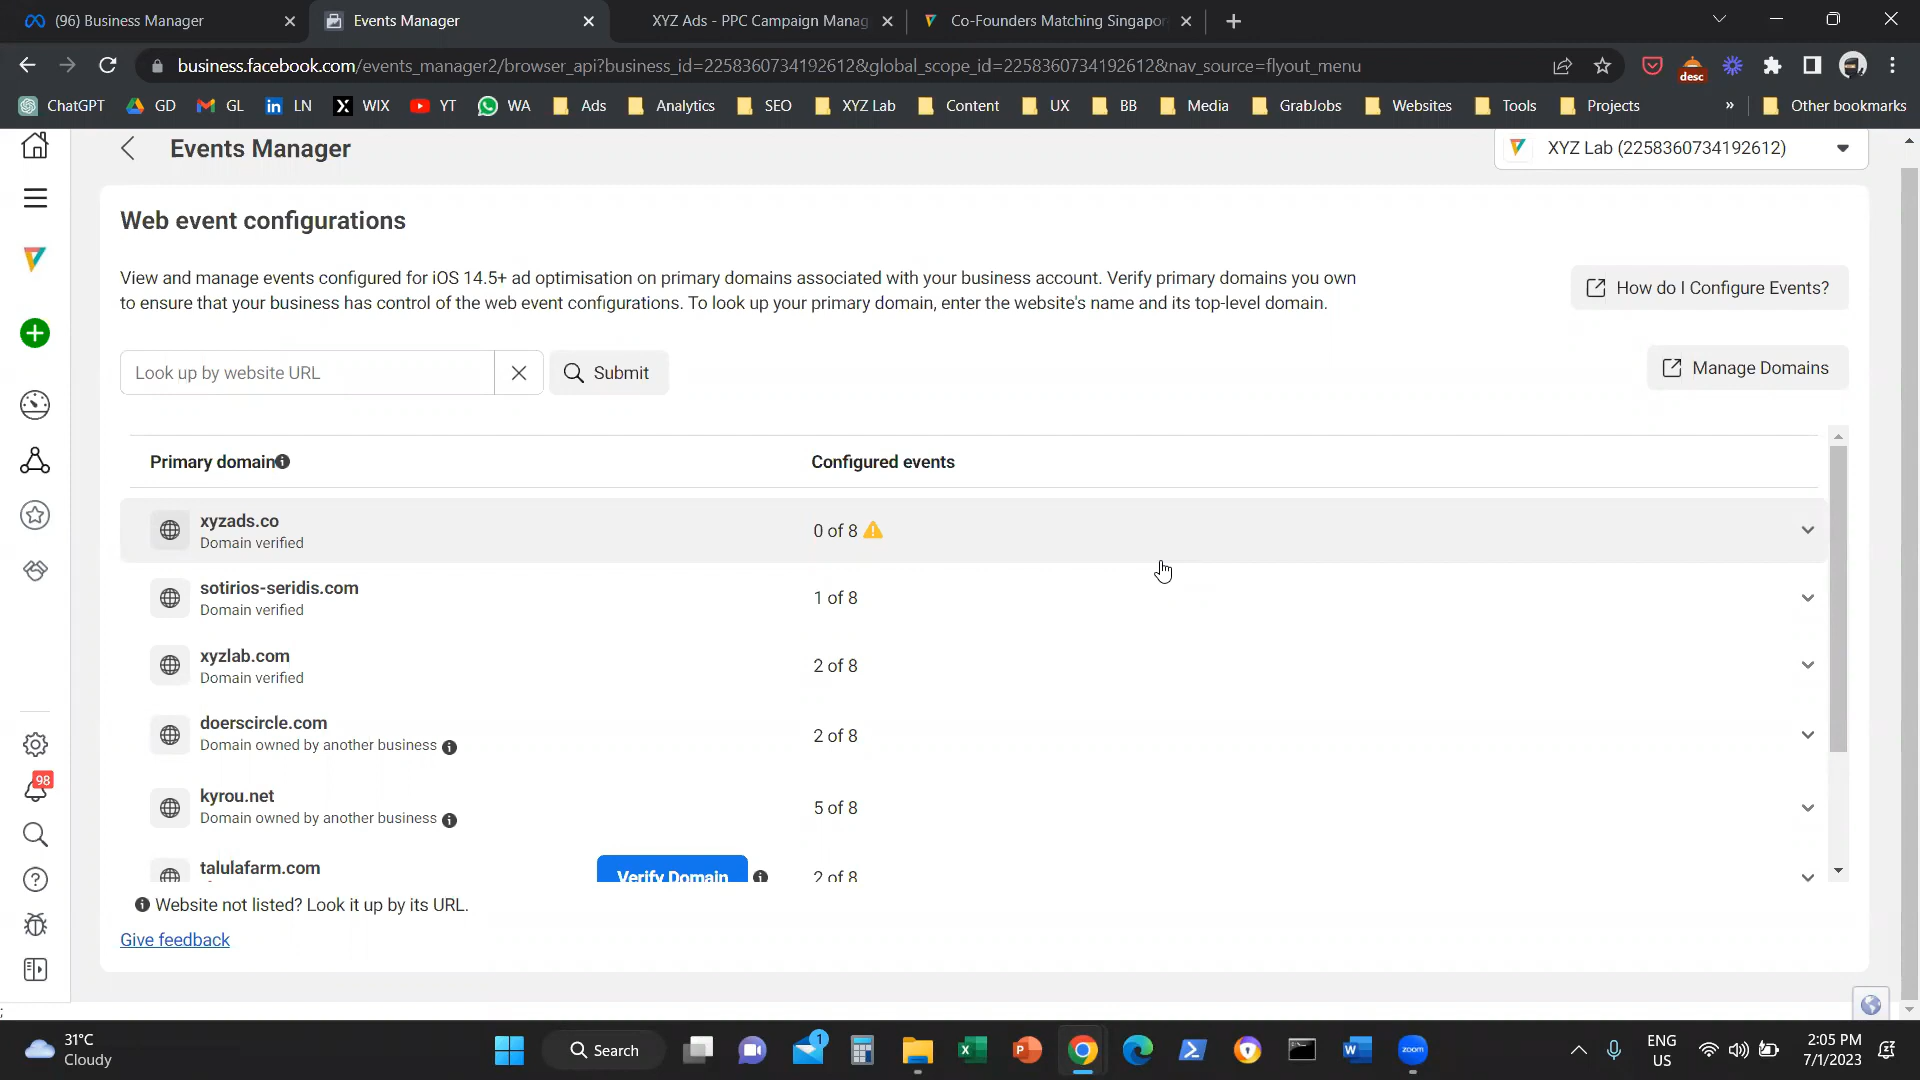 (96) Business Manager
Events Manager
XYZ Ads - PPC Campaign Manag
Co-Founders Matching Singapor
business.facebook.com/events_manager2/browser_api?business_id=2258360734192612&global_scope_id=2258360734192612&nav_source=flyout_menu
desc
ChatGPT
GD
GL
LN
WIX
YT
WA
Ads
Analytics
SEO
XYZ Lab
Content
UX
BB
Media
GrabJobs
Websites
Tools
Projects
»
Other bookmarks
Events Manager
XYZ Lab (2258360734192612)
Web event configurations
View and manage events configured for iOS 14.5+ ad optimisation on primary domains associated with your business account. Verify primary domains you own
to ensure that your business has control of the web event configurations. To look up your primary domain, enter the website's name and its top-level domain.
How do I Configure Events?
Look up by website URL
Submit
Manage Domains
Primary domain
Configured events
xyzads.co
Domain verified
0 of 8
sotirios-seridis.com
Domain verified
1 of 8
xyzlab.com
Domain verified
2 of 8
doerscircle.com
Domain owned by another business
2 of 8
kyrou.net
Domain owned by another business
5 of 8
talulafarm.com
Verify Domain
2 of 8
98
Website not listed? Look it up by its URL.
Give feedback
;
31°C
Cloudy
Search
1
zoom
ENG
US
2:05 PM
7/1/2023